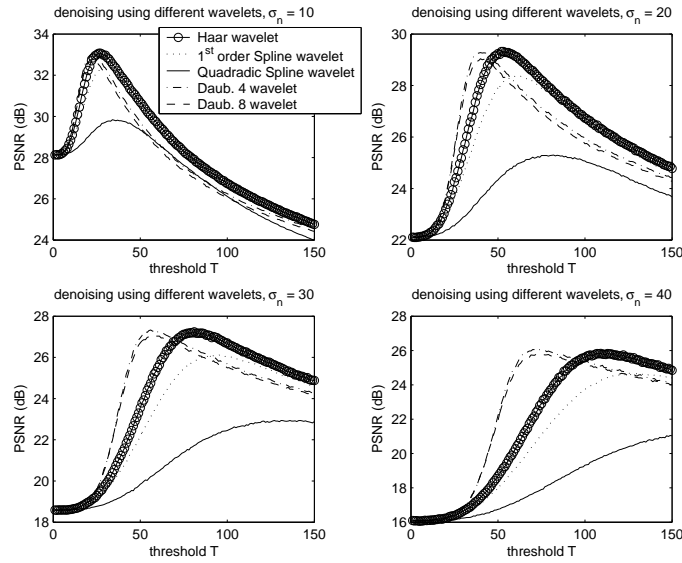 denoising using different wavelets, σn = 10
34
32
30
28
26
24
PSNR (dB)
0
50
100
150
threshold T
Haar wavelet
1st order Spline wavelet
Quadradic Spline wavelet
Daub. 4 wavelet
Daub. 8 wavelet
denoising using different wavelets, σn = 20
30
28
26
24
22
PSNR (dB)
0
50
100
150
threshold T
denoising using different wavelets, σn = 30
28
26
24
22
20
18
PSNR (dB)
0
50
100
150
threshold T
denoising using different wavelets, σn = 40
28
26
24
22
20
18
16
PSNR (dB)
0
50
100
150
threshold T